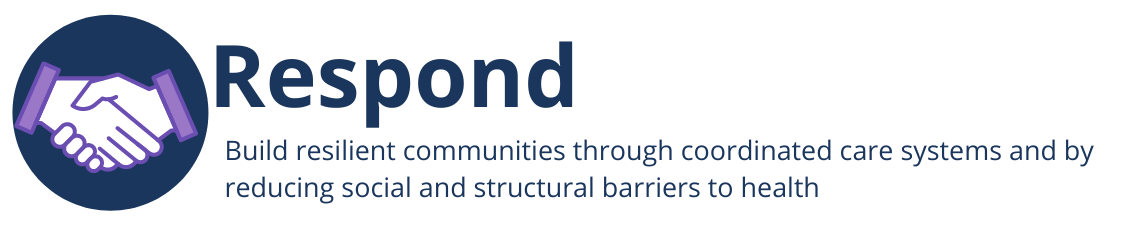 Respond
Build resilient communities through coordinated care systems and by
reducing social and structural barriers to health